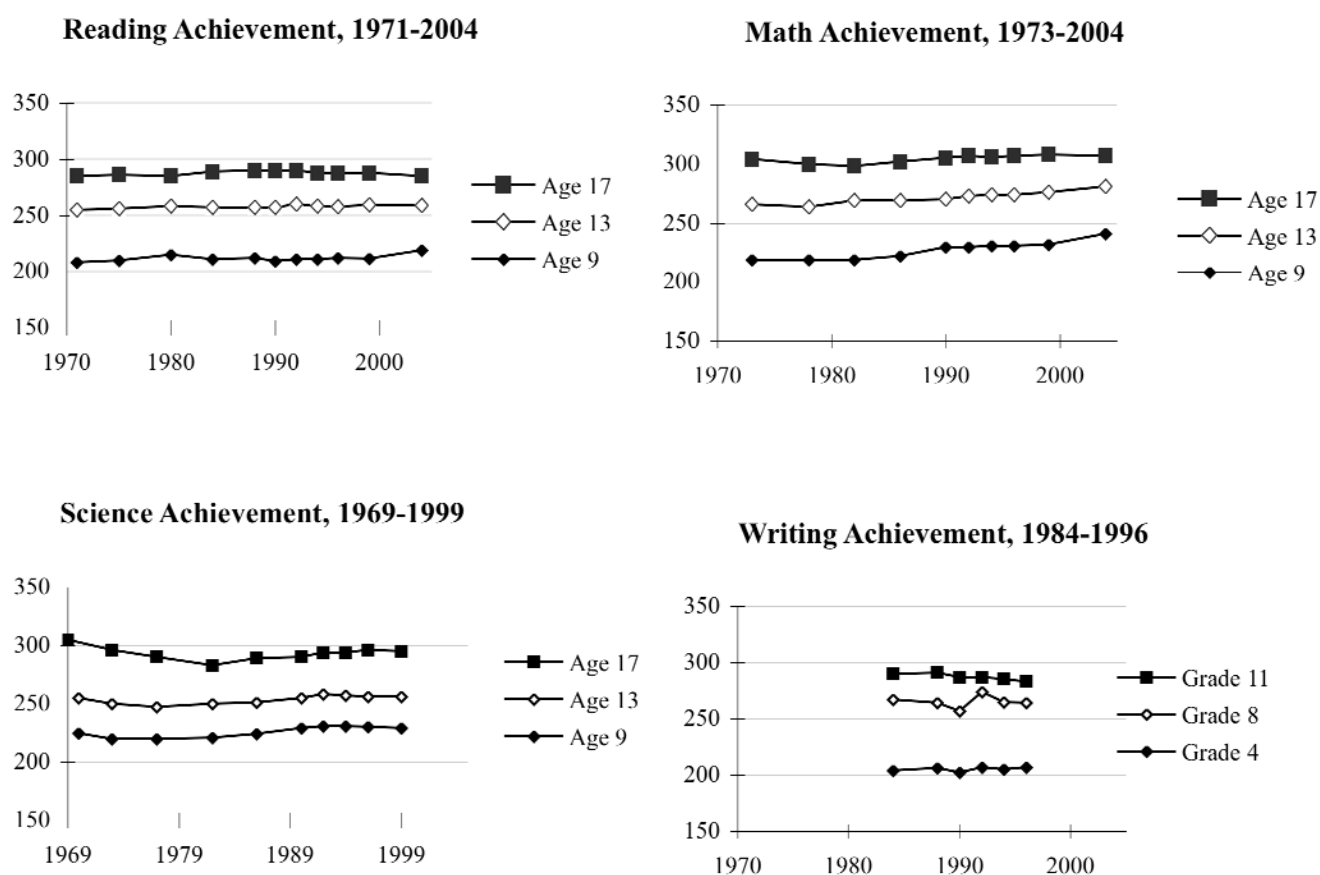 Reading Achievement, 1971-2004
350
300
250
200
150
1970 1980 1990 2000
Age 17
Age 13
Age 9
Math Achievement, 1973-2004
350
300
250
200
150
1970 1980 1990 2000
Age 17
Age 13
Age 9
Science Achievement, 1969-1999
350
300
250
200
150
1969 1979 1989 1999
Age 17
Age 13
Age 9
Writing Achievement, 1984-1996
350
300
250
200
150
1970 1980 1990 2000
Grade 11
Grade 8
Grade 4